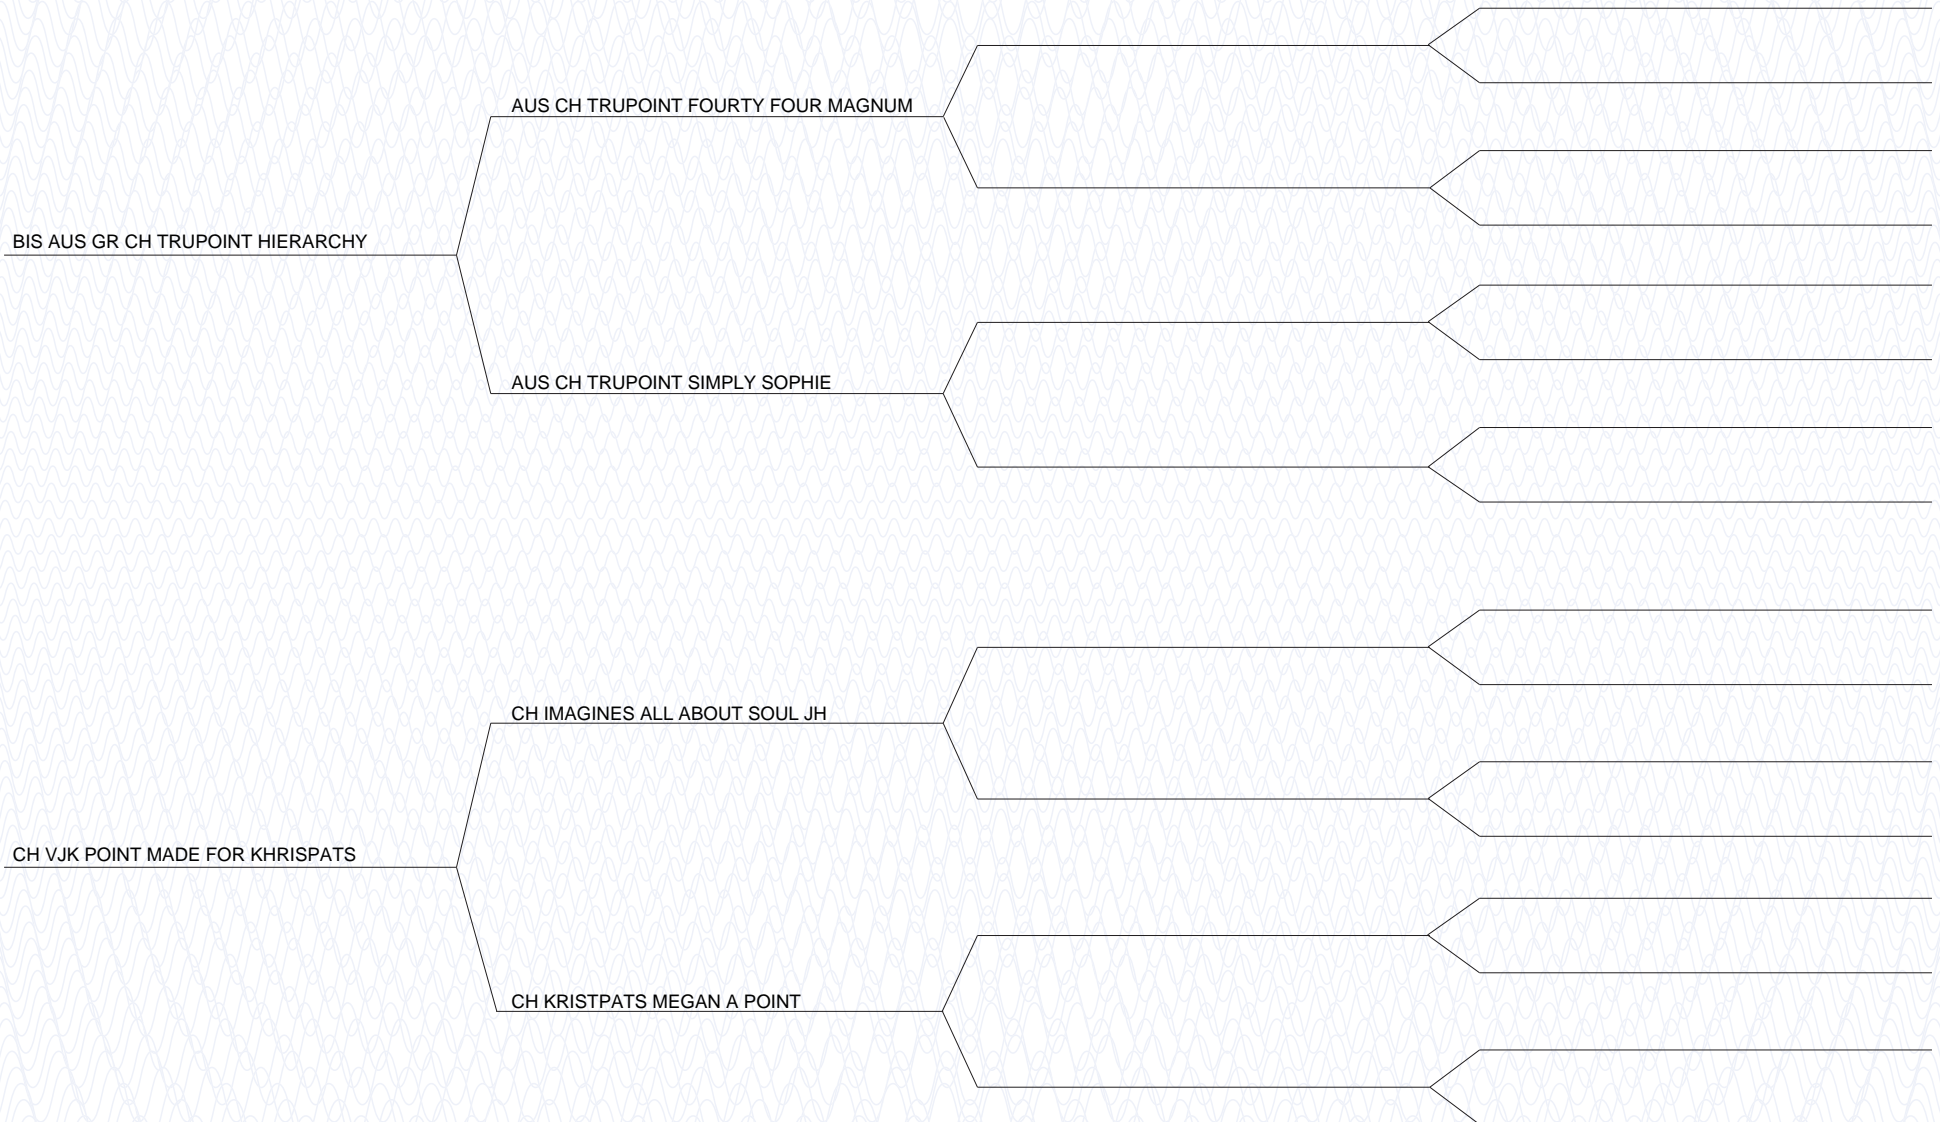 AUS CH TRUPOINT FOURTY FOUR MAGNUM
BIS AUS GR CH TRUPOINT HIERARCHY
AUS CH TRUPOINT SIMPLY SOPHIE
CH IMAGINES ALL ABOUT SOUL JH
CH VJK POINT MADE FOR KHRISPATS
CH KRISTPATS MEGAN A POINT